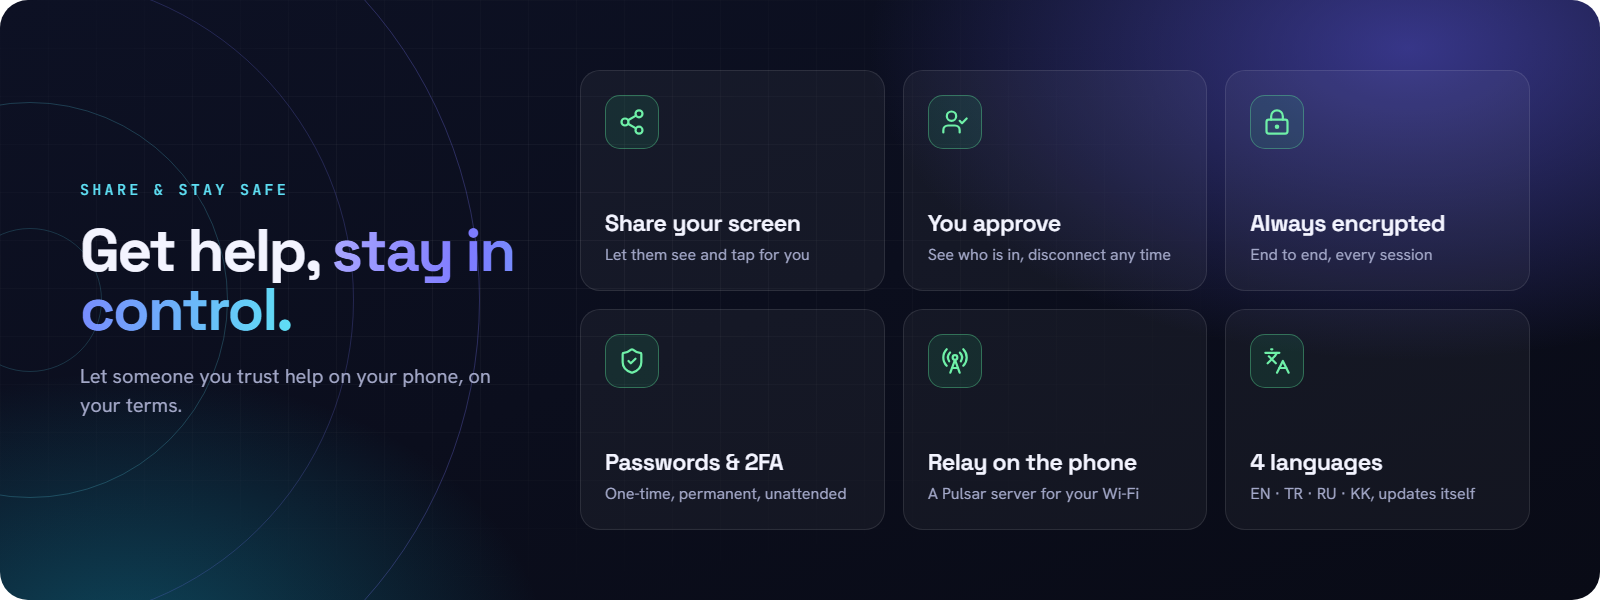 SHARE & STAY SAFE
Get help, stay in
control.
Let someone you trust help on your phone, on
your terms.
Share your screen
Let them see and tap for you
You approve
See who is in, disconnect any time
Always encrypted
End to end, every session
Passwords & 2FA
One-time, permanent, unattended
Relay on the phone
A Pulsar server for your Wi-Fi
4 languages
EN · TR · RU · KK, updates itself